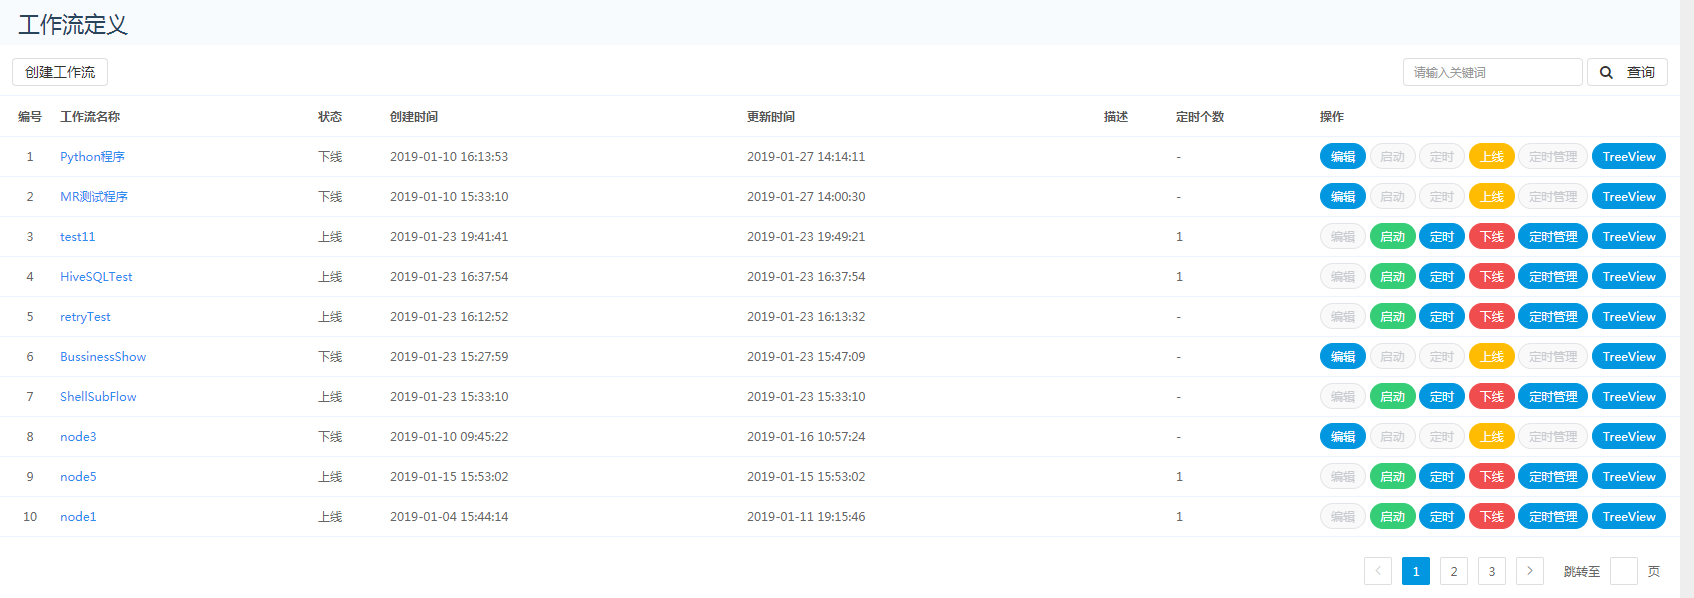 工作流定义
创建工作流 请输入关键词 查询
编号 工作流名称 状态 创建时间 更新时间 描述 定时个数 操作
1 Python程序 下线 2019-01-10 16:13:53 2019-01-27 14:14:11 - 编辑 启动 定时 上线 定时管理 TreeView
2 MR测试程序 下线 2019-01-10 15:33:10 2019-01-27 14:00:30 - 编辑 启动 定时 上线 定时管理 TreeView
3 test11 上线 2019-01-23 19:41:41 2019-01-23 19:49:21 1 编辑 启动 定时 下线 定时管理 TreeView
4 HiveSQLTest 上线 2019-01-23 16:37:54 2019-01-23 16:37:54 1 编辑 启动 定时 下线 定时管理 TreeView
5 retryTest 上线 2019-01-23 16:12:52 2019-01-23 16:13:32 - 编辑 启动 定时 下线 定时管理 TreeView
6 BussinessShow 下线 2019-01-23 15:27:59 2019-01-23 15:47:09 - 编辑 启动 定时 上线 定时管理 TreeView
7 ShellSubFlow 上线 2019-01-23 15:33:10 2019-01-23 15:33:10 - 编辑 启动 定时 下线 定时管理 TreeView
8 node3 下线 2019-01-10 09:45:22 2019-01-16 10:57:24 - 编辑 启动 定时 上线 定时管理 TreeView
9 node5 上线 2019-01-15 15:53:02 2019-01-15 15:53:02 1 编辑 启动 定时 下线 定时管理 TreeView
10 node1 上线 2019-01-04 15:44:14 2019-01-11 19:15:46 1 编辑 启动 定时 下线 定时管理 TreeView
< 1 2 3 > 跳转至 页